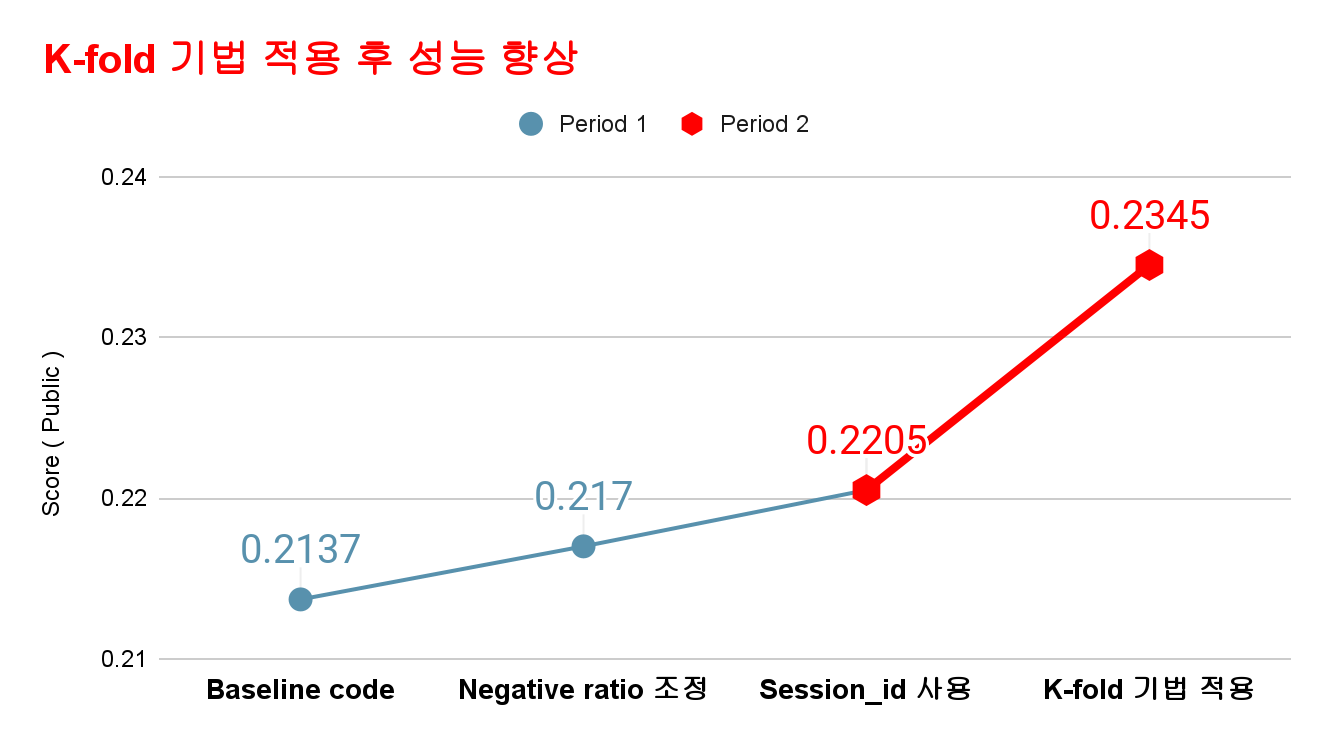 K-fold 기법 적용 후 성능 향상
Period 1 Period 2
0.24
0.2345
0.23
0.2205
0.22
0.217
0.2137
0.21
Score ( Public )
Baseline code Negative ratio 조정 Session_id 사용 K-fold 기법 적용